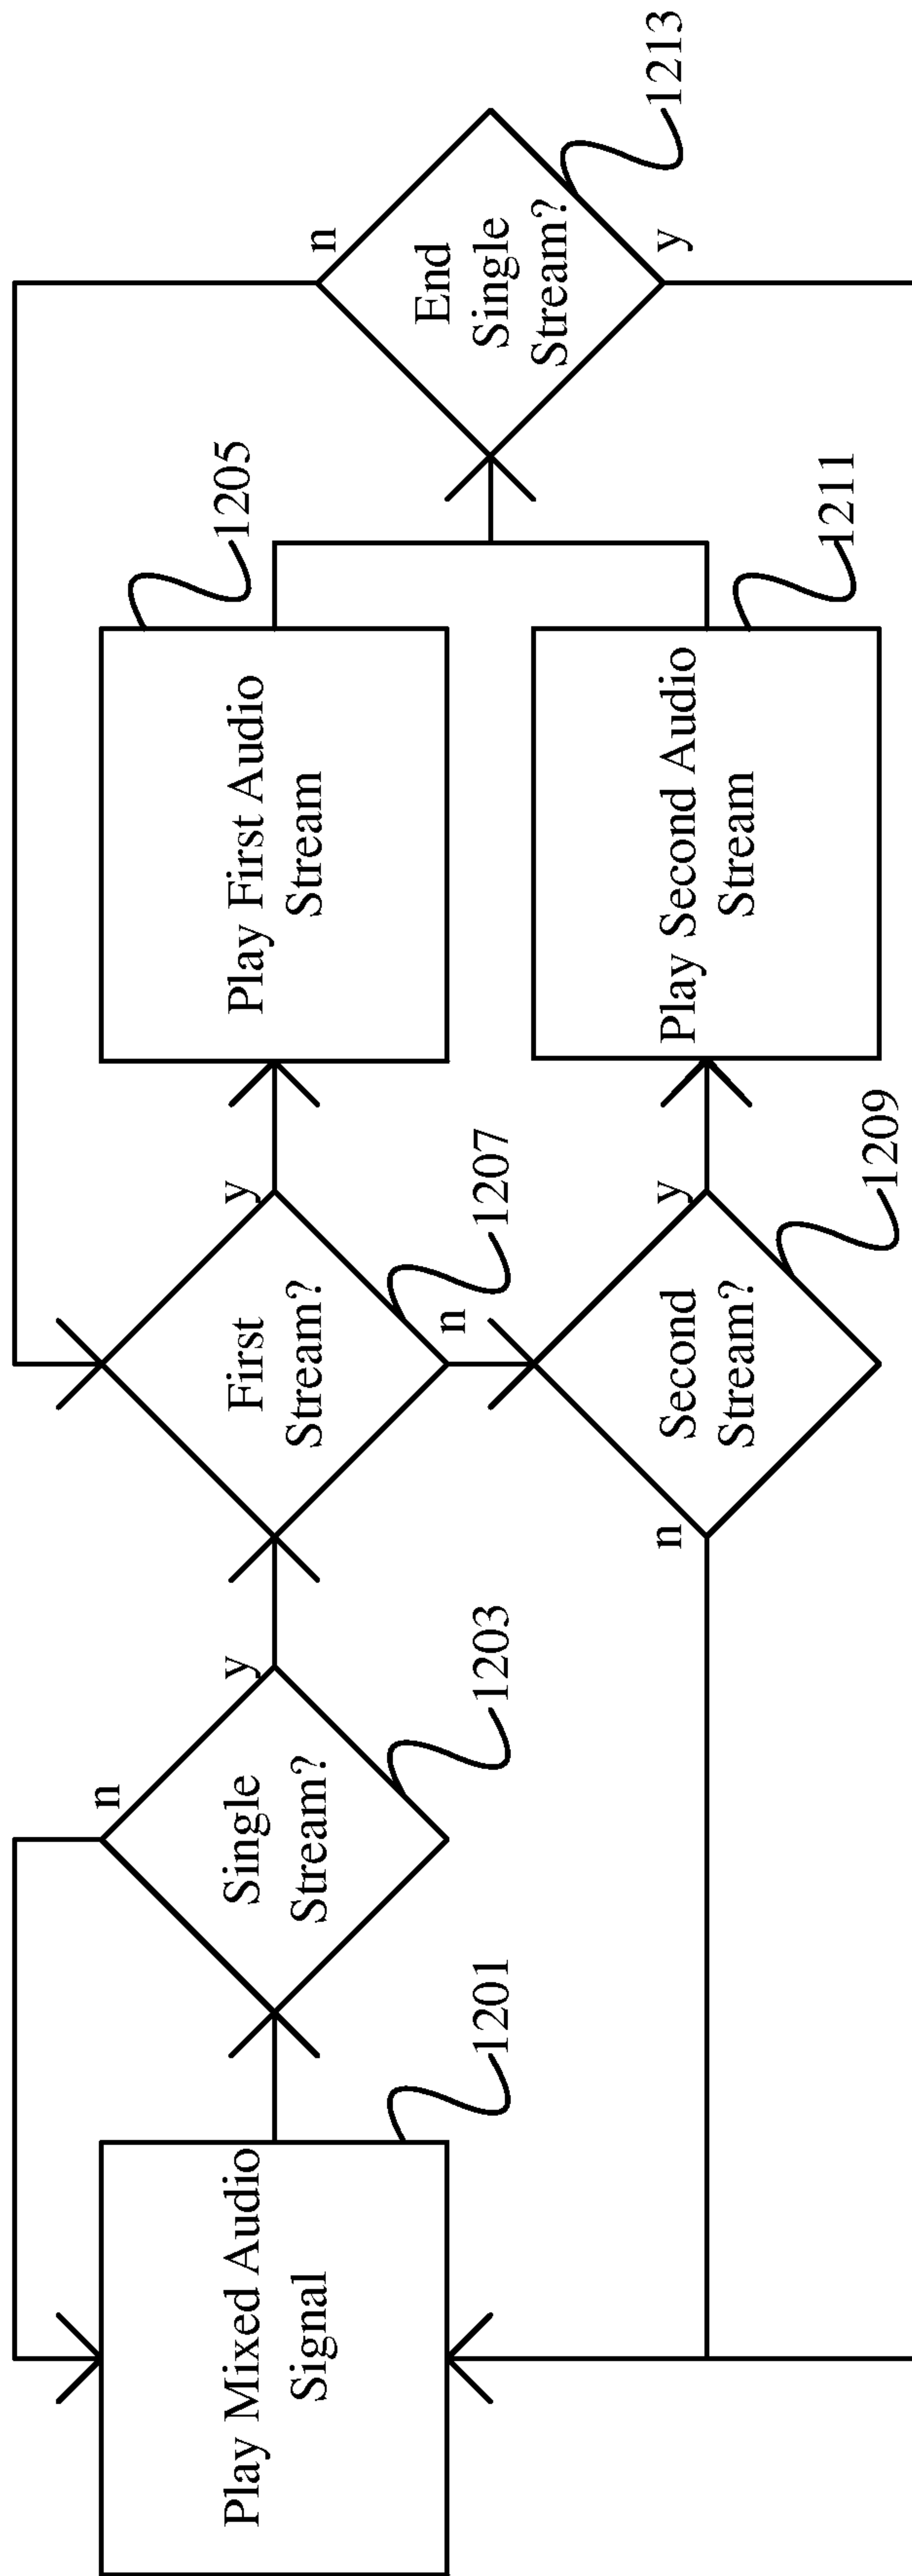 Play Mixed Audio
Signal
1201
n
Single
Stream?
y
1203
First
Stream?
y
1207
n
Play First Audio
Stream
1205
n
Second
Stream?
y
1209
Play Second Audio
Stream
1211
n
End
Single
Stream?
y
1213